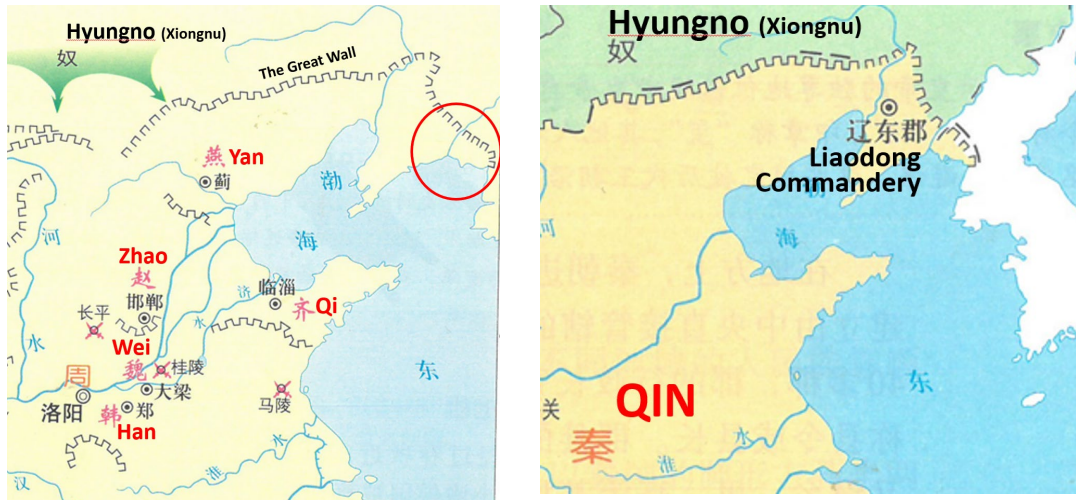 Hyungno (Xiongnu)
奴
The Great Wall
燕 Yan
蓟
渤
海
河
Zhao
赵
邯郸
长平
临淄
齐 Qi
济
水
水
Wei
魏
桂陵
周
大梁
洛阳
韩
郑
Han
马陵
东
淮
水
汉
Hyungno (Xiongnu)
奴
辽东郡
Liaodong
Commandery
河
海
水
QIN
东
关
秦
淮
水